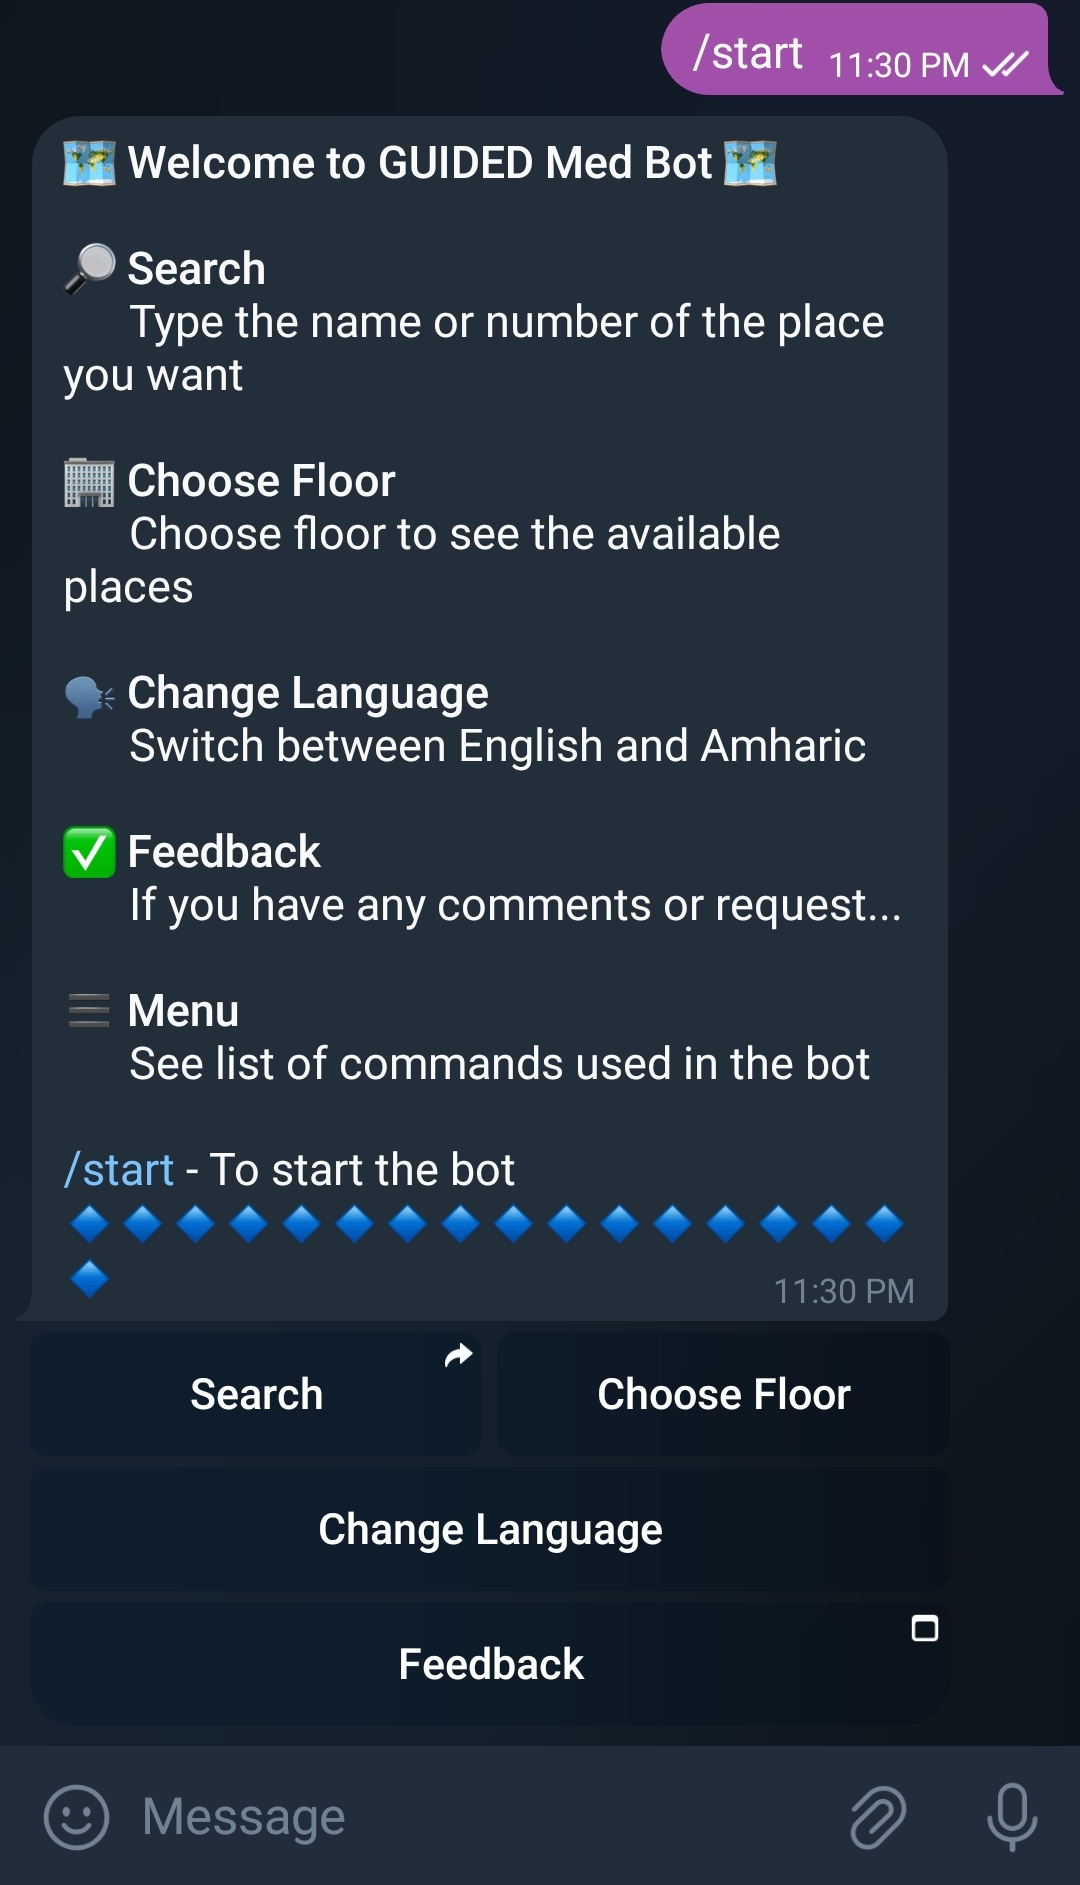 /start 11:30 PM
Welcome to GUIDED Med Bot
Search
Type the name or number of the place
you want
Choose Floor
Choose floor to see the available
places
Change Language
Switch between English and Amharic
Feedback
If you have any comments or request...
Menu
See list of commands used in the bot
/start - To start the bot
11:30 PM
Search
Choose Floor
Change Language
Feedback
Message